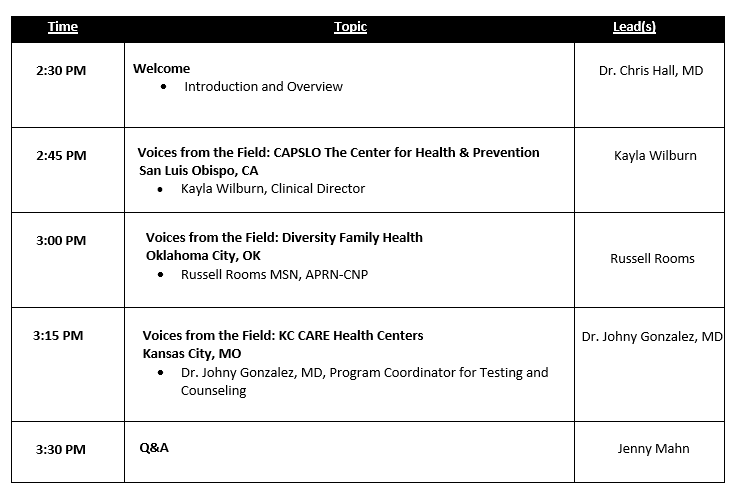 Time Topic Lead(s)
2:30 PM Welcome Dr. Chris Hall, MD
• Introduction and Overview
2:45 PM Voices from the Field: CAPSLO The Center for Health & Prevention Kayla Wilburn
San Luis Obispo, CA
• Kayla Wilburn, Clinical Director
3:00 PM Voices from the Field: Diversity Family Health
Oklahoma City, OK Russell Rooms
• Russell Rooms MSN, APRN-CNP
3:15 PM Voices from the Field: KC CARE Health Centers Dr. Johny Gonzalez, MD
Kansas City, MO
• Dr. Johny Gonzalez, MD, Program Coordinator for Testing and
Counseling
3:30 PM Q&A Jenny Mahn